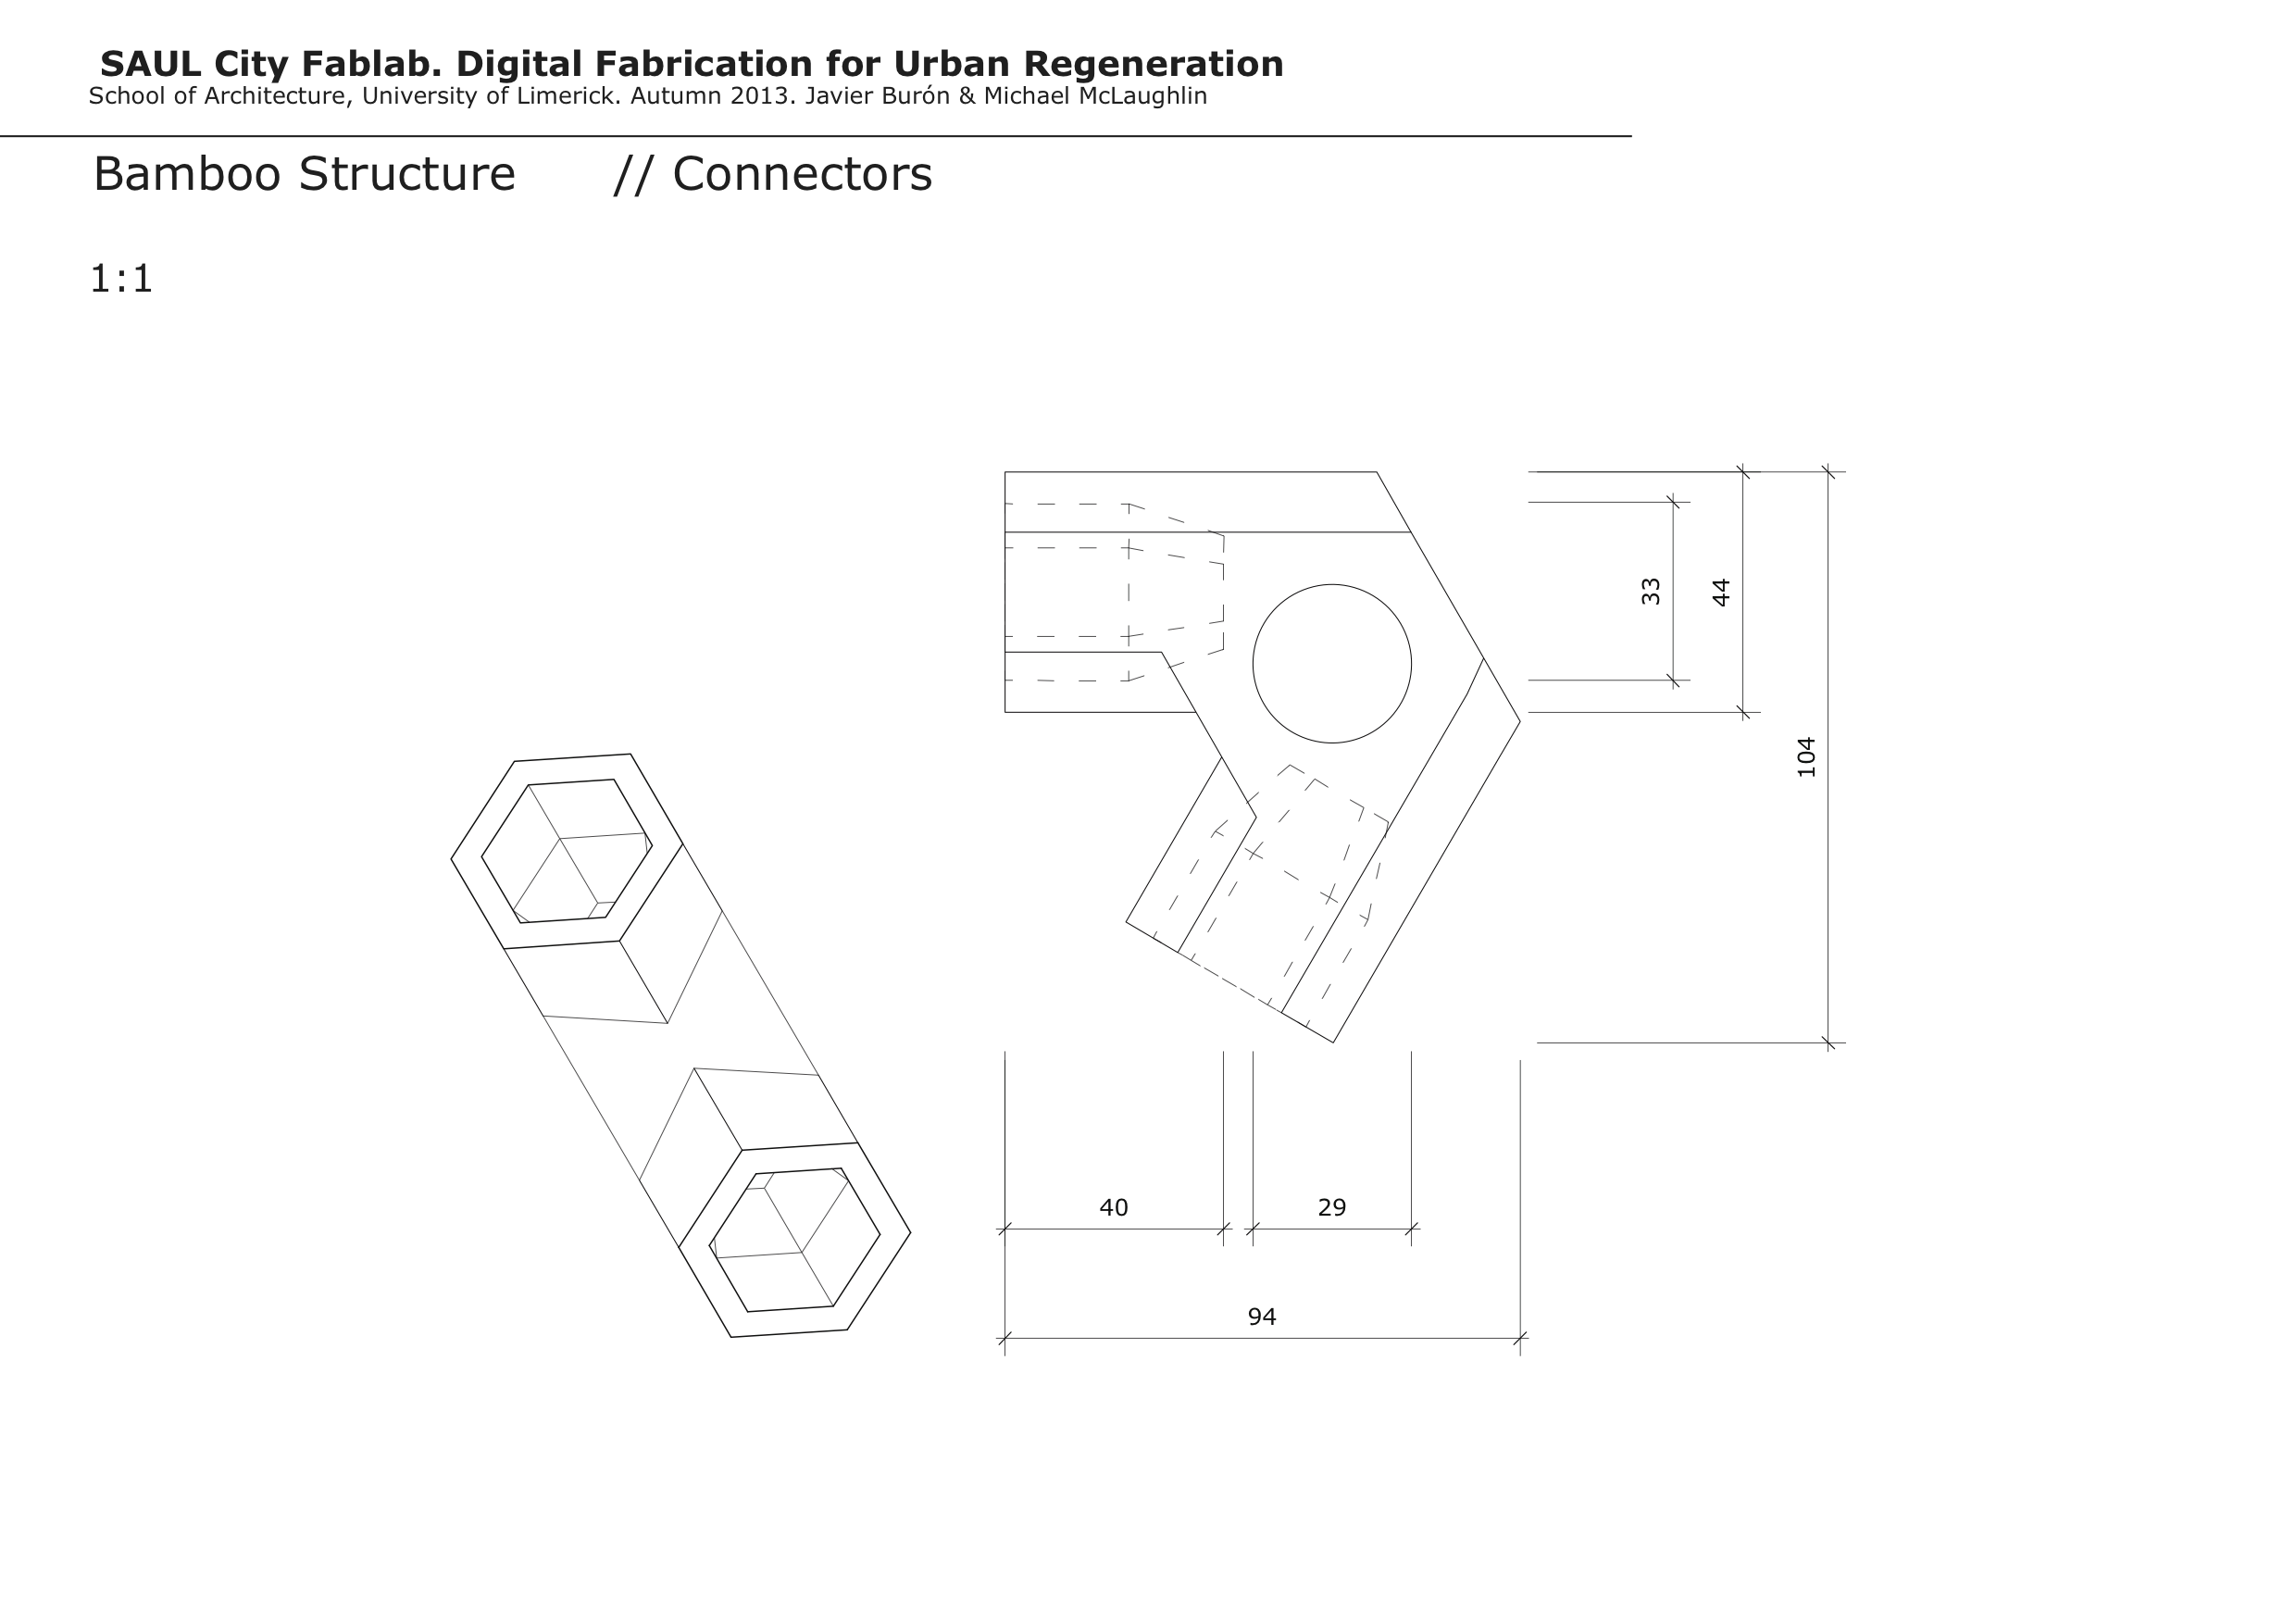 SAUL City Fablab. Digital Fabrication for Urban Regeneration
School of Architecture, University of Limerick. Autumn 2013. Javier Burón & Michael McLaughlin
Bamboo Structure // Connectors
1:1
33
44
104
40
29
94